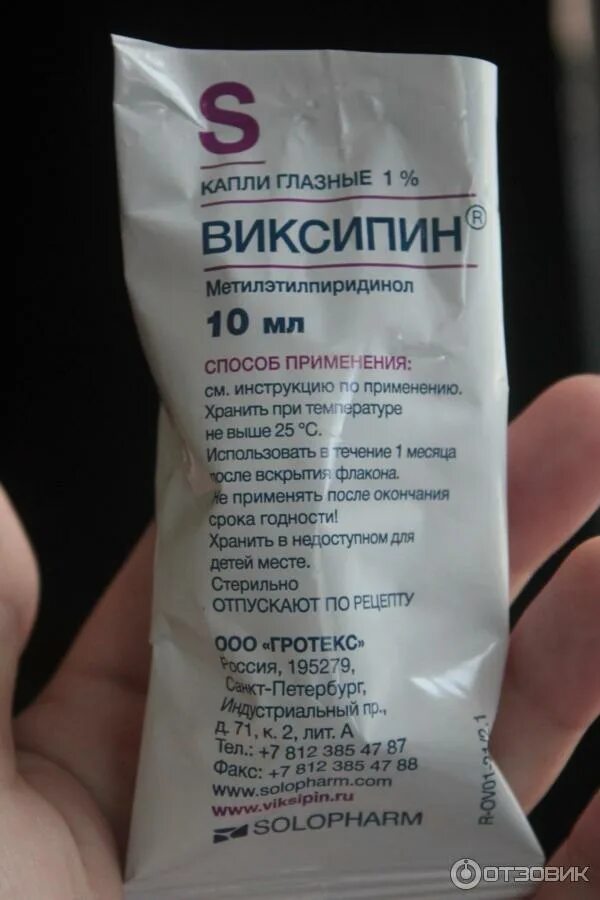 S
КАПЛИ ГЛАЗНЫЕ 1 %
ВИКСИПИН®
Метилэтилпиридинол
10 мл
СПОСОБ ПРИМЕНЕНИЯ:
см. инструкцию по применению.
Хранить при температуре
не выше 25 °C.
Использовать в течение 1 месяца
после вскрытия флакона.
Не применять после окончания
срока годности!
Хранить в недоступном для
детей месте.
Стерильно
ОТПУСКАЮТ ПО РЕЦЕПТУ
ООО «ГРОТЕКС»
Россия, 195279,
Санкт-Петербург,
Индустриальный пр.,
д. 71, к. 2, лит. А
Тел.: +7 812 385 47 87
Факс: +7 812 385 47 88
www.solopharm.com
www.viksipin.ru
SOLOPHARM
ОТЗОВИК